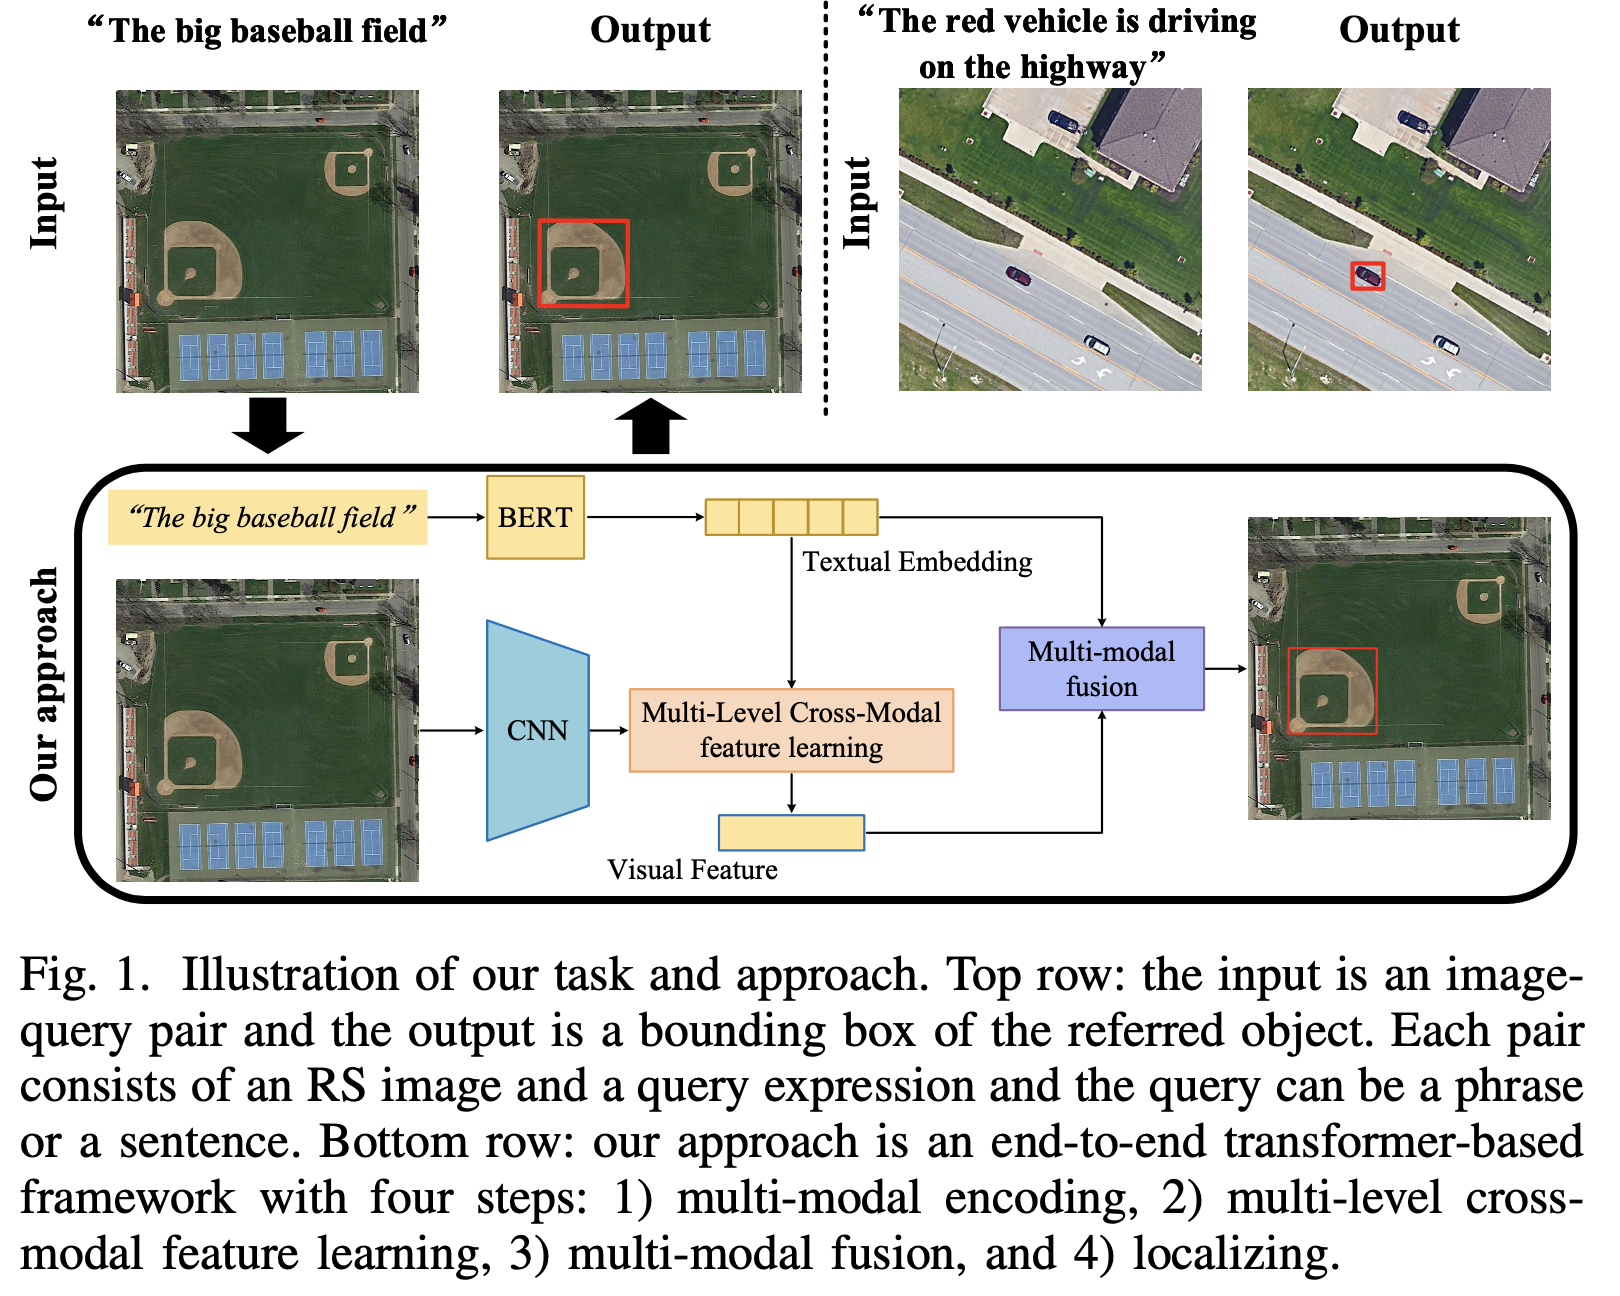 “The big baseball field”
Output
“The red vehicle is driving
on the highway”
Output
Input
Input
Our approach
“The big baseball field”
BERT
Textual Embedding
CNN
Multi-Level Cross-Modal
feature learning
Multi-modal
fusion
Visual Feature
Fig. 1. Illustration of our task and approach. Top row: the input is an image-
query pair and the output is a bounding box of the referred object. Each pair
consists of an RS image and a query expression and the query can be a phrase
or a sentence. Bottom row: our approach is an end-to-end transformer-based
framework with four steps: 1) multi-modal encoding, 2) multi-level cross-
modal feature learning, 3) multi-modal fusion, and 4) localizing.